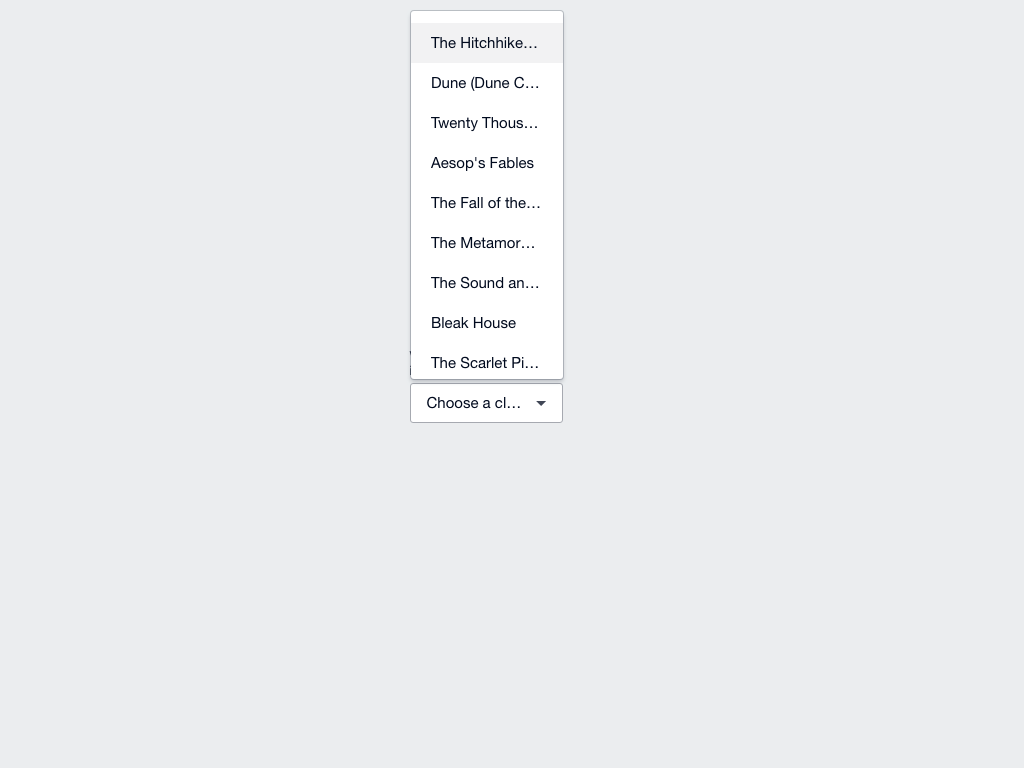 The Hitchhike...
Dune (Dune C...
Twenty Thous...
Aesop's Fables
The Fall of the...
The Metamor...
The Sound an...
Bleak House
The Scarlet Pi...
Choose a cl...